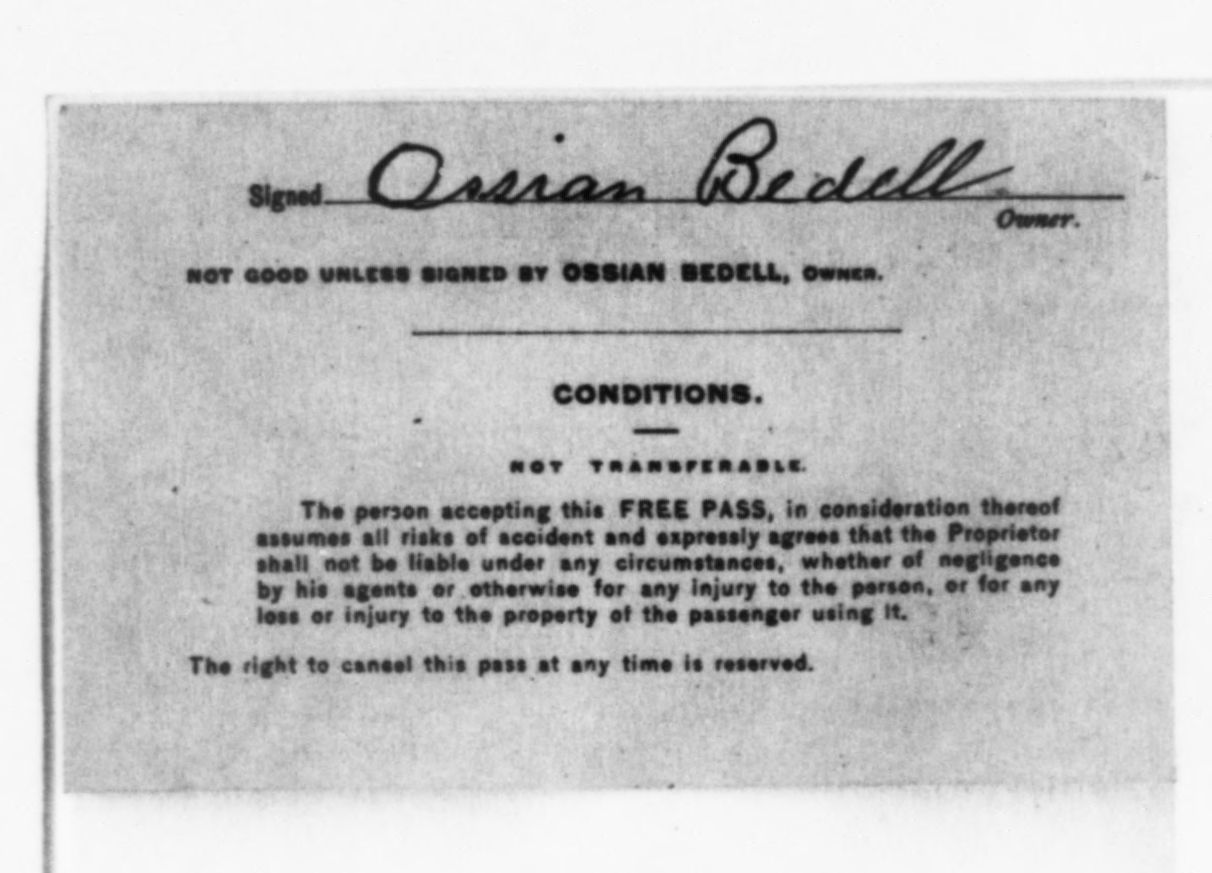 Signed Ossian Bedell
Owner.
NOT GOOD UNLESS SIGNED BY OSSIAN BEDELL, OWNER.
CONDITIONS.
NOT TRANSFERABLE.
The person accepting this FREE PASS, in consideration thereof
assumes all risks of accident and expressly agrees that the Proprietor
shall not be liable under any circumstances, whether of negligence
by his agents or otherwise for any injury to the person, or for any
loss or injury to the property of the passenger using it.
The right to cancel this pass at any time is reserved.